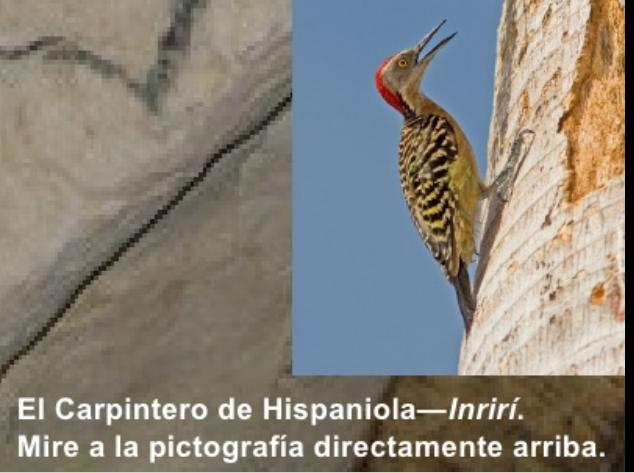 El Carpintero de Hispaniola—Inrirí.
Mire a la pictografía directamente arriba.